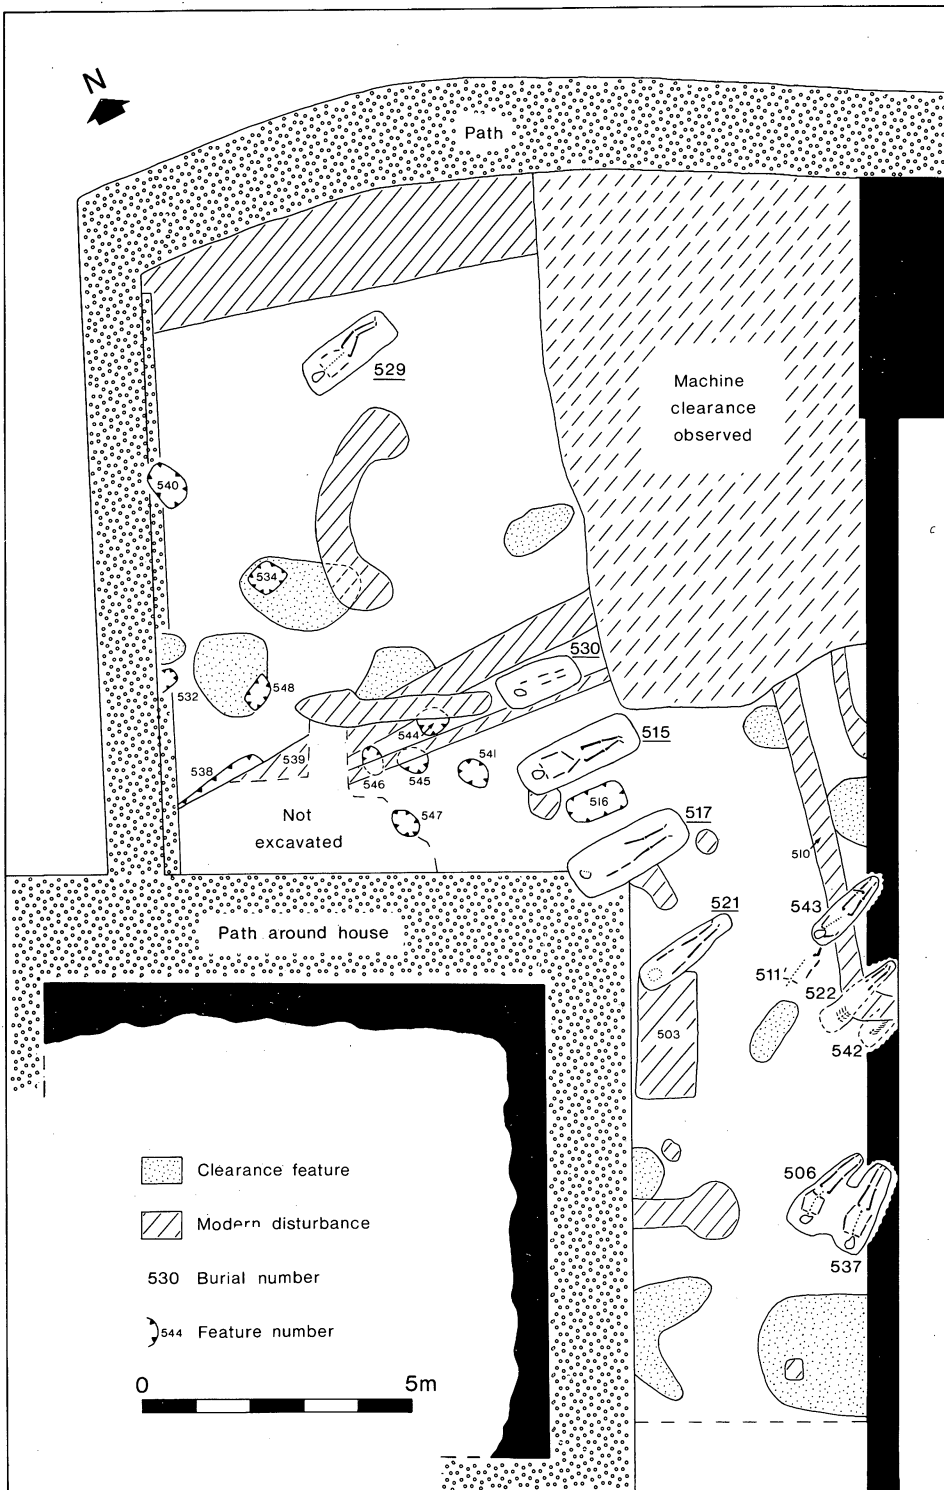 N
Path
529
Machine
clearance
observed
540
534
530
532
548
515
544
541
538
539
546
545
516
547
517
Not
excavated
510
543
521
Path around house
511
522
503
542
506
Clearance feature
Modern disturbance
530 Burial number
537
544 Feature number
0 5m
c